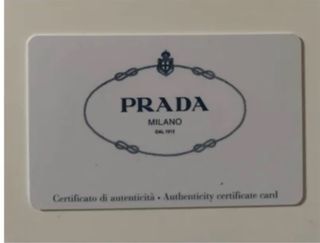 PRADA
MILANO
DAL 1913
Certificato di autenticità • Authenticity certificate card